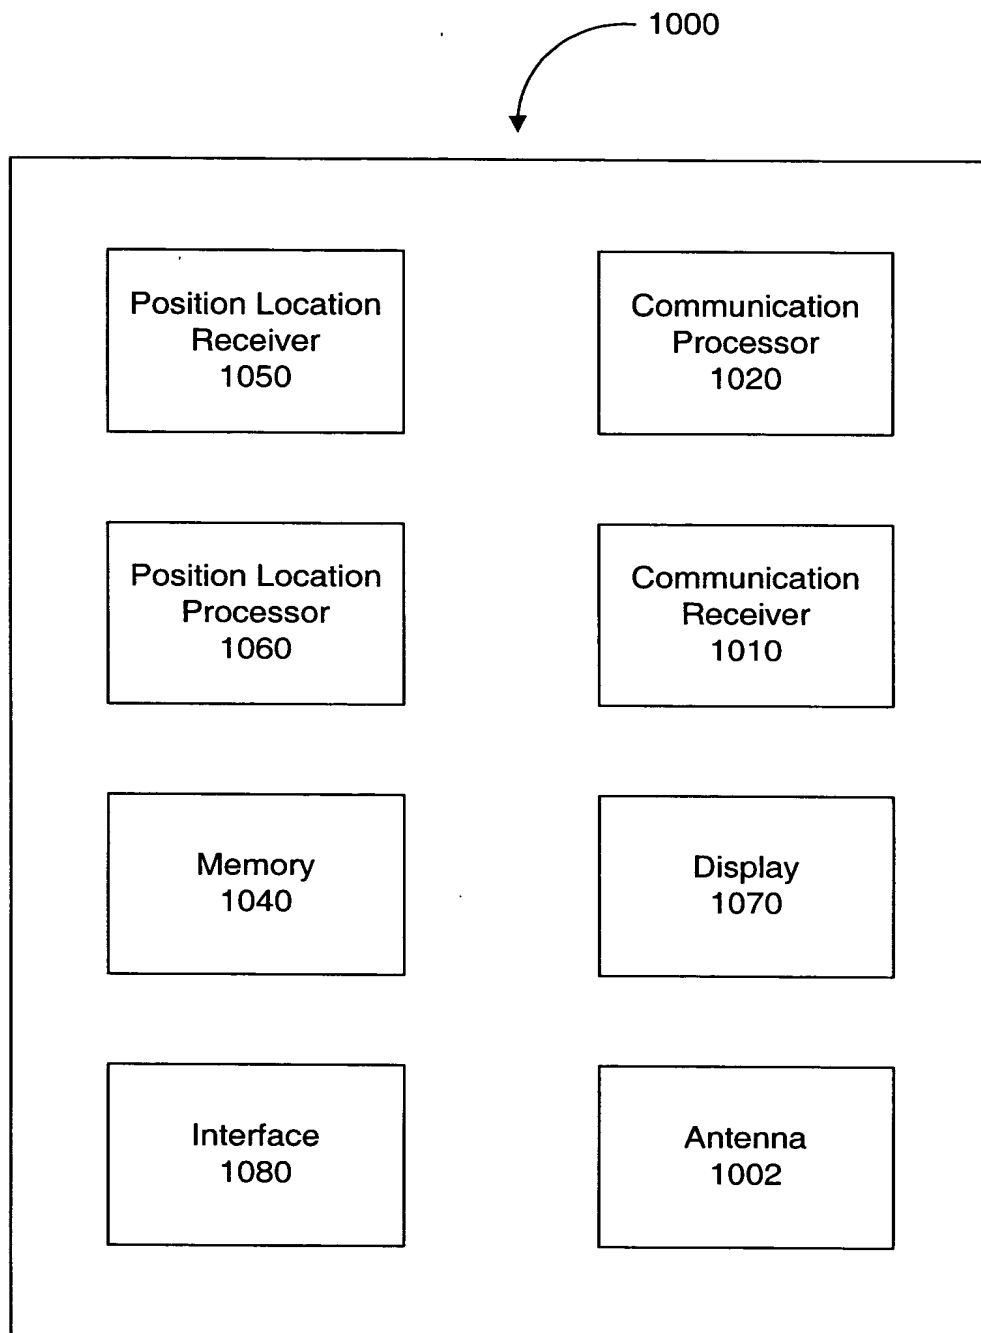 1000
Position Location
Receiver
1050
Communication
Processor
1020
Position Location
Processor
1060
Communication
Receiver
1010
Memory
1040
Display
1070
Interface
1080
Antenna
1002